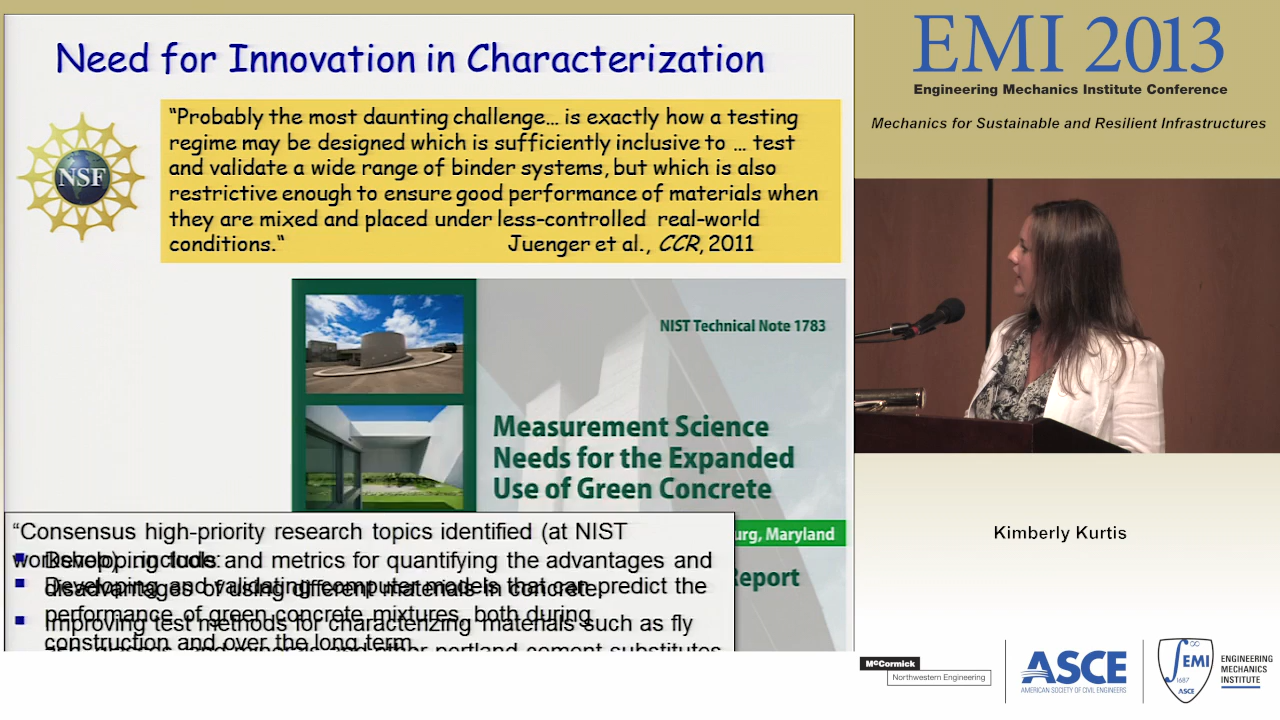 Need for Innovation in Characterization
NSF
“Probably the most daunting challenge… is exactly how a testing
regime may be designed which is sufficiently inclusive to … test
and validate a wide range of binder systems, but which is also
restrictive enough to ensure good performance of materials when
they are mixed and placed under less-controlled real-world
conditions.“ Juenger et al., CCR, 2011
NIST Technical Note 1783
Measurement Science
Needs for the Expanded
Use of Green Concrete
urg, Maryland
Report
“Consensus high-priority research topics identified (at NIST
workshop) include:
Developing tools and metrics for quantifying the advantages and
disadvantages of using different materials in concrete.
Developing and validating computer models that can predict the
performance of green concrete mixtures, both during
construction and over the long term
Improving test methods for characterizing materials such as fly
EMI 2013
Engineering Mechanics Institute Conference
Mechanics for Sustainable and Resilient Infrastructures
Kimberly Kurtis
McCormick
Northwestern Engineering
ASCE
AMERICAN SOCIETY OF CIVIL ENGINEERS
EMI
1687
ASCE
ENGINEERING
MECHANICS
INSTITUTE